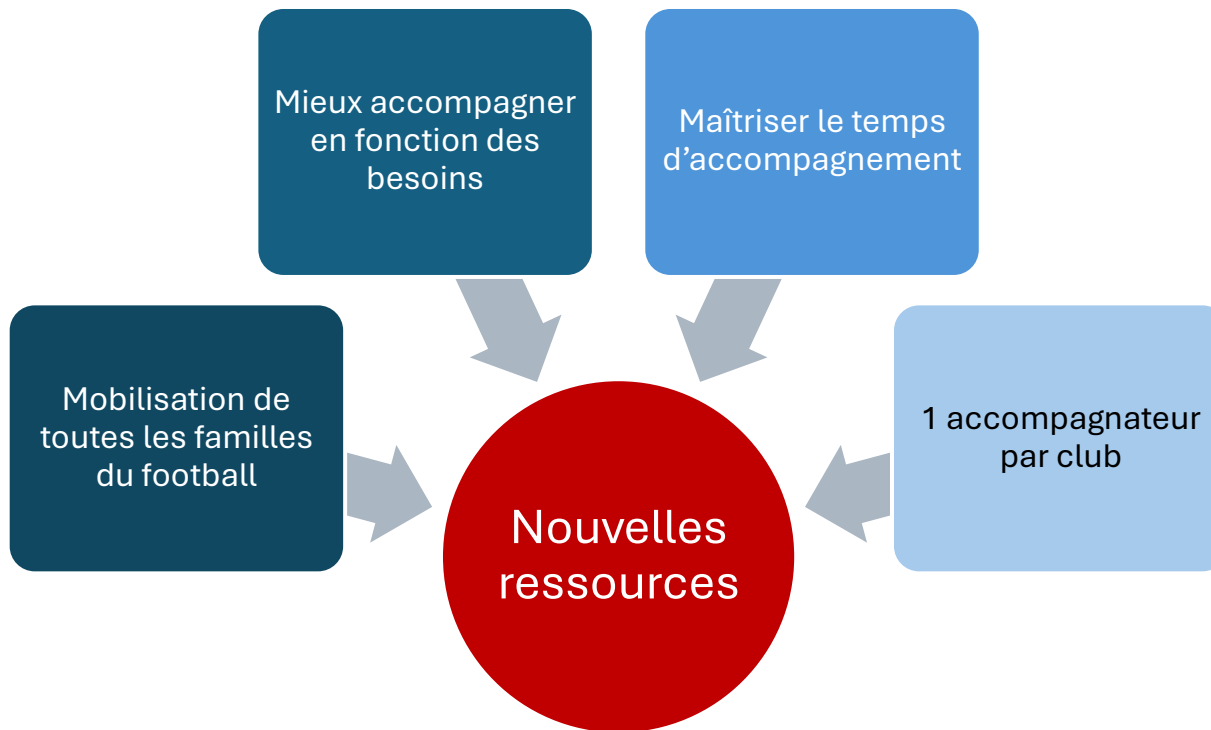 Mieux accompagner
en fonction des
besoins
Maîtriser le temps
d’accompagnement
Mobilisation de
toutes les familles
du football
1 accompagnateur
par club
Nouvelles
ressources